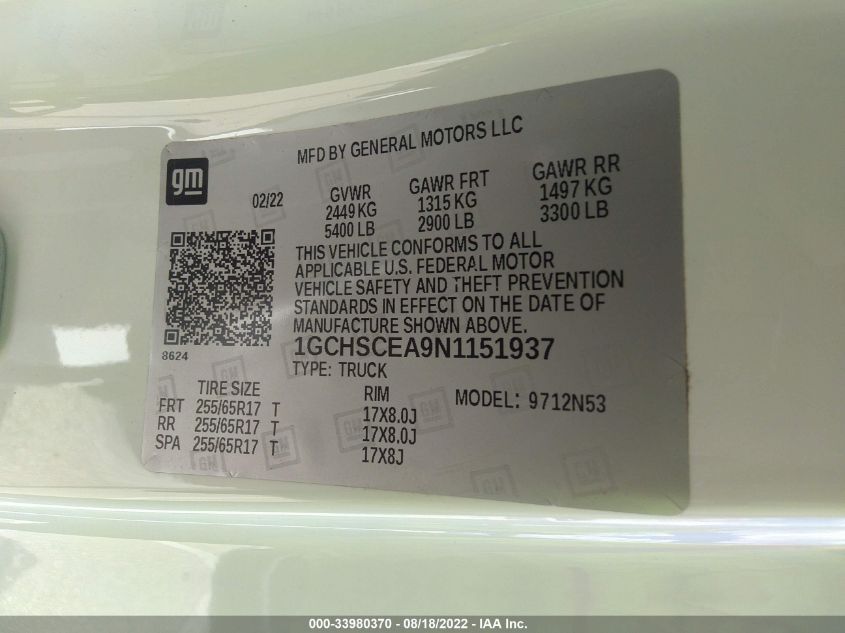 MFD BY GENERAL MOTORS LLC
gm
02/22
GVWR
2449 KG
5400 LB
GAWR FRT
1315 KG
2900 LB
GAWR RR
1497 KG
3300 LB
THIS VEHICLE CONFORMS TO ALL
APPLICABLE U.S. FEDERAL MOTOR
VEHICLE SAFETY AND THEFT PREVENTION
STANDARDS IN EFFECT ON THE DATE OF
MANUFACTURE SHOWN ABOVE.
8624
1GCHSCEA9N1151937
TYPE: TRUCK
TIRE SIZE RIM MODEL: 9712N53
FRT 255/65R17 T 17X8.0J
RR 255/65R17 T 17X8.0J
SPA 255/65R17 T 17X8J
GM
GM
GM
GM
000-33980370 - 08/18/2022 - IAA Inc.